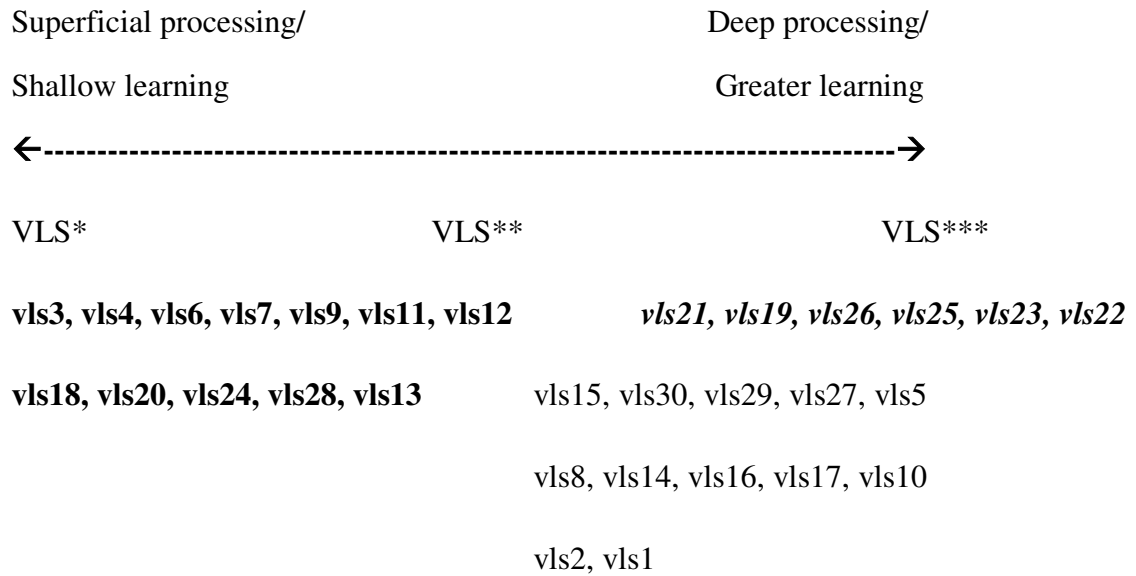 Superficial processing/ Deep processing/
Shallow learning Greater learning
←--------------------------------------------------------------------------------→
VLS* VLS** VLS***
vls3, vls4, vls6, vls7, vls9, vls11, vls12 vls21, vls19, vls26, vls25, vls23, vls22
vls18, vls20, vls24, vls28, vls13 vls15, vls30, vls29, vls27, vls5
vls8, vls14, vls16, vls17, vls10
vls2, vls1